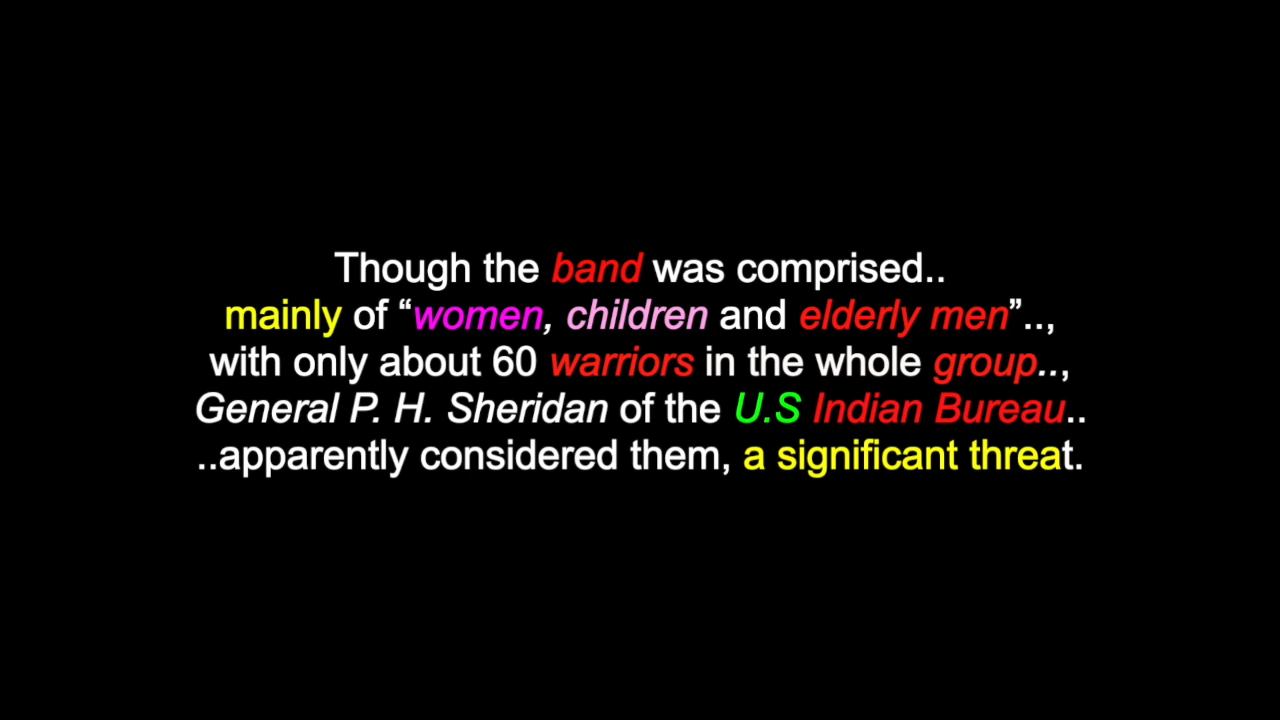 Though the band was comprised..
mainly of “women, children and elderly men”..,
with only about 60 warriors in the whole group..,
General P. H. Sheridan of the U.S Indian Bureau..
..apparently considered them, a significant threat.